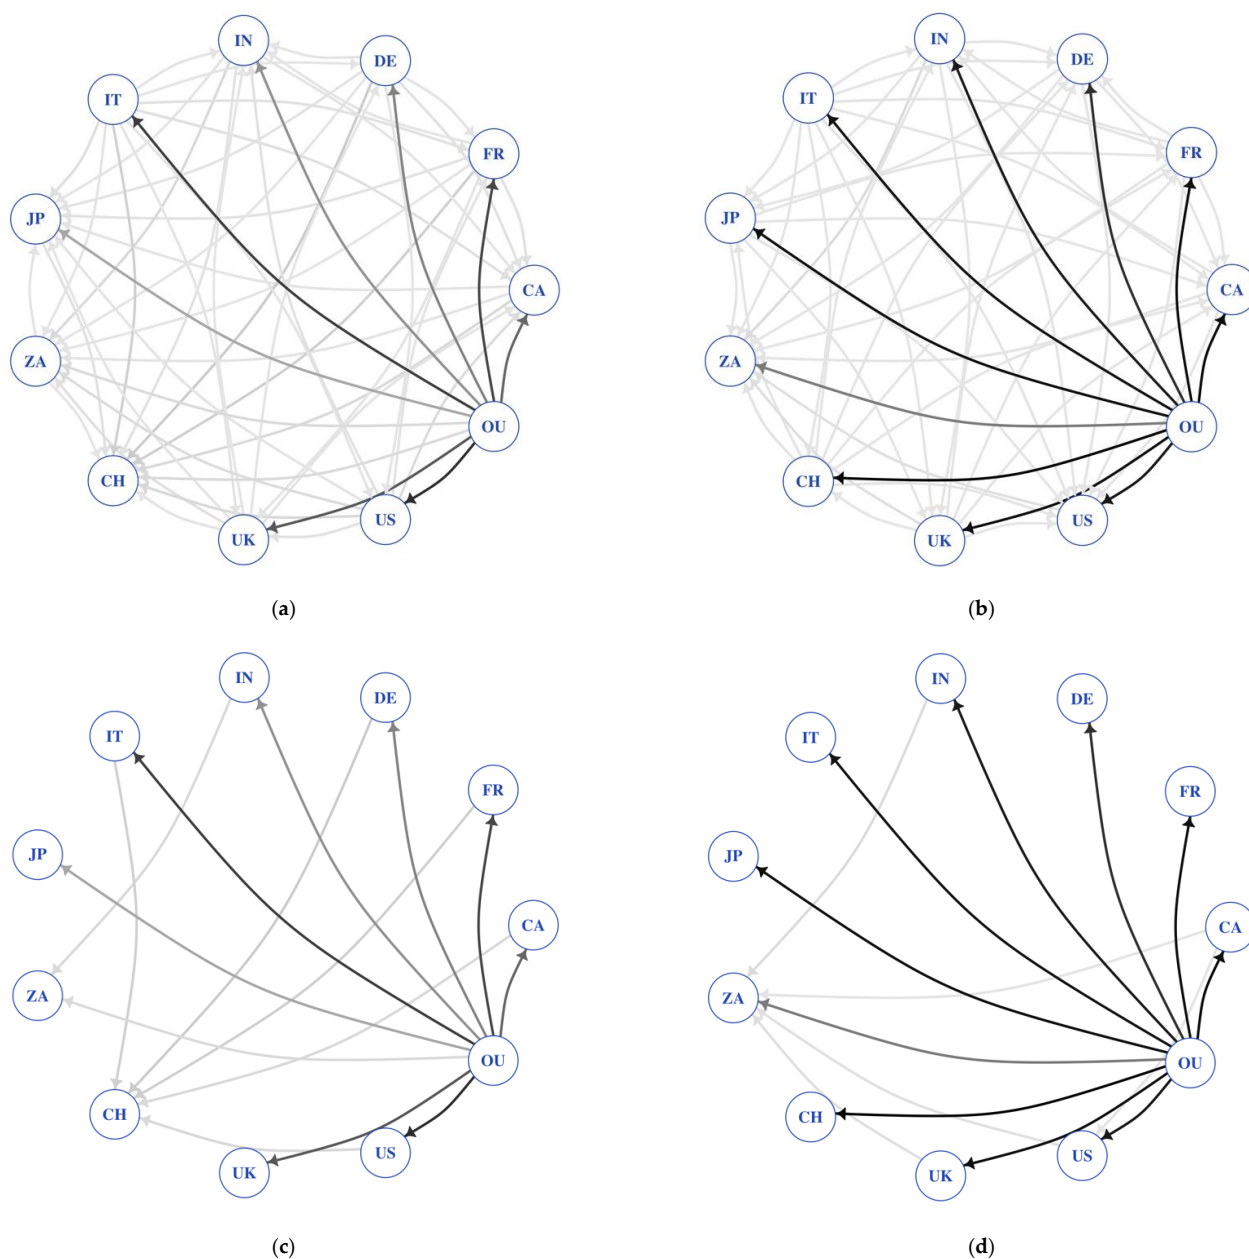 IN
DE
IT
FR
JP
CA
ZA
OU
CH
US
UK
(a)
IN
DE
IT
FR
JP
CA
ZA
OU
CH
US
UK
(b)
IN
DE
IT
FR
JP
CA
ZA
OU
CH
US
UK
(c)
IN
DE
IT
FR
JP
CA
ZA
OU
CH
US
UK
(d)